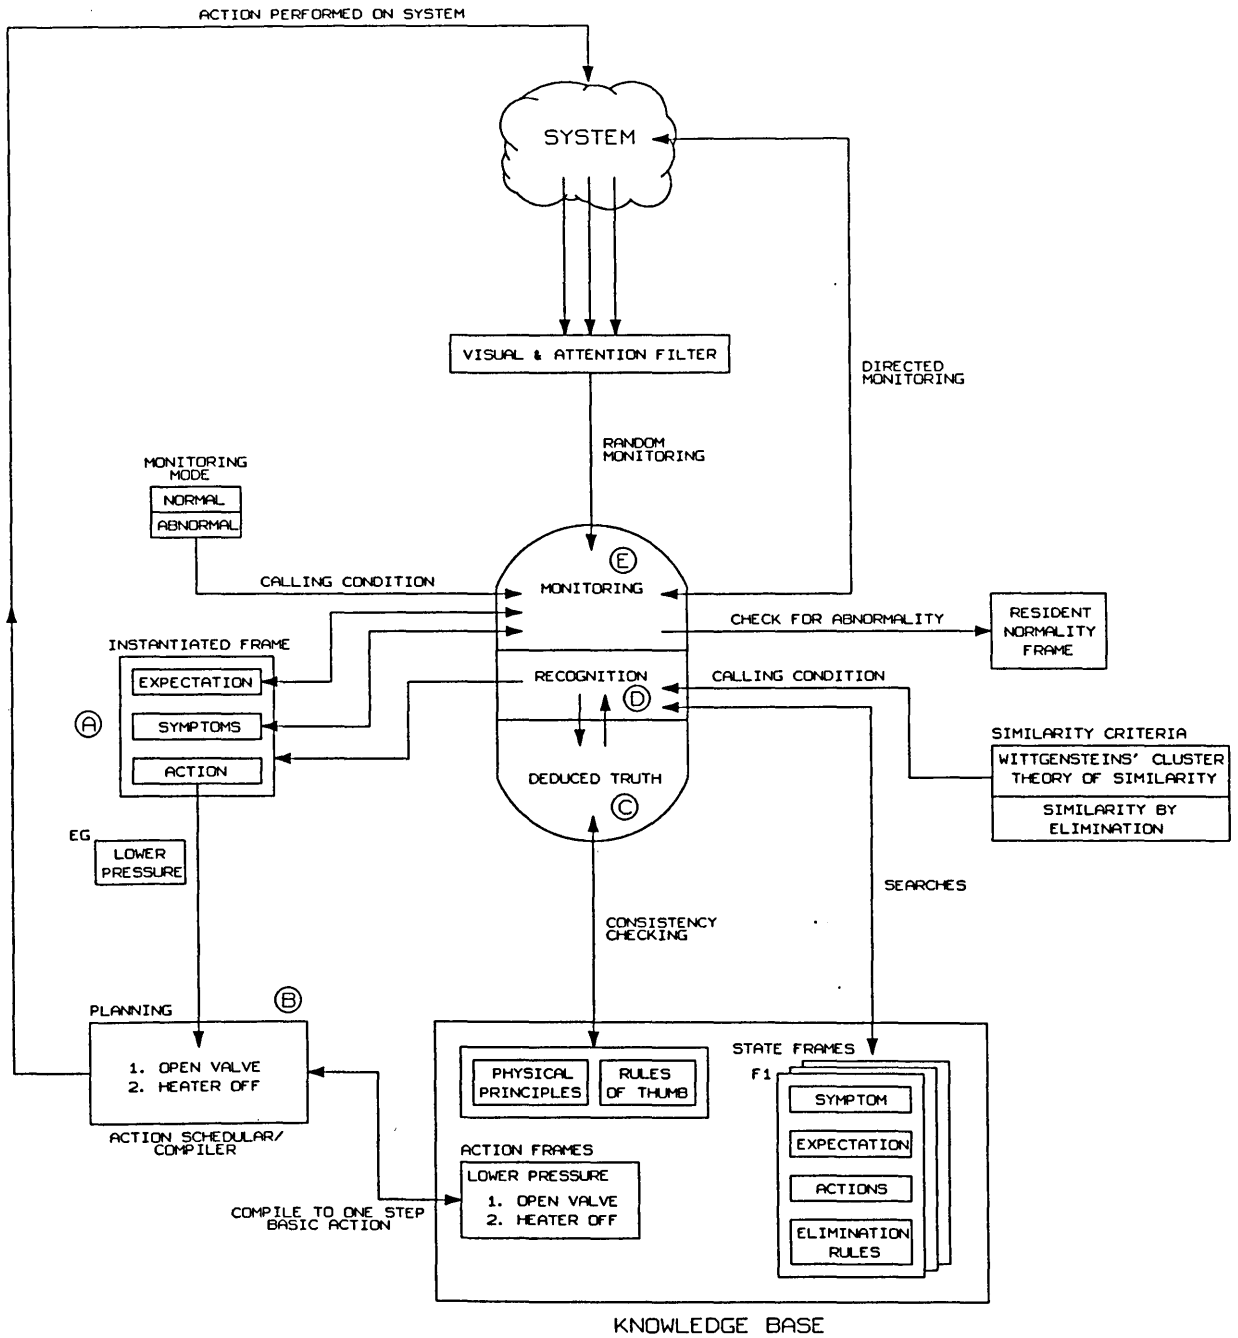 ACTION PERFORMED ON SYSTEM
SYSTEM
VISUAL & ATTENTION FILTER
DIRECTED
MONITORING
RANDOM
MONITORING
MONITORING
MODE
NORMAL
ABNORMAL
CALLING CONDITION
E
MONITORING
CHECK FOR ABNORMALITY
RESIDENT
NORMALITY
FRAME
INSTANTIATED FRAME
EXPECTATION
SYMPTOMS
ACTION
A
RECOGNITION
D
CALLING CONDITION
DEDUCED TRUTH
C
SIMILARITY CRITERIA
WITTGENSTEINS' CLUSTER
THEORY OF SIMILARITY
SIMILARITY BY
ELIMINATION
EG
LOWER
PRESSURE
SEARCHES
CONSISTENCY
CHECKING
B
PLANNING
1. OPEN VALVE
2. HEATER OFF
ACTION SCHEDULAR/
COMPILER
COMPILE TO ONE STEP
BASIC ACTION
PHYSICAL
PRINCIPLES
RULES
OF THUMB
ACTION FRAMES
LOWER PRESSURE
1. OPEN VALVE
2. HEATER OFF
STATE FRAMES
F1
SYMPTOM
EXPECTATION
ACTIONS
ELIMINATION
RULES
KNOWLEDGE BASE